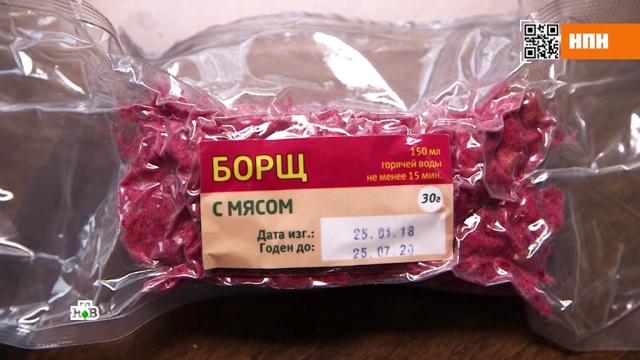 НПН
БОРЩ
150 мл
горячей воды
не менее 15 мин.
С МЯСОМ
30г
Дата изг.: 25.01.18
Годен до: 25.07.20
НТВ